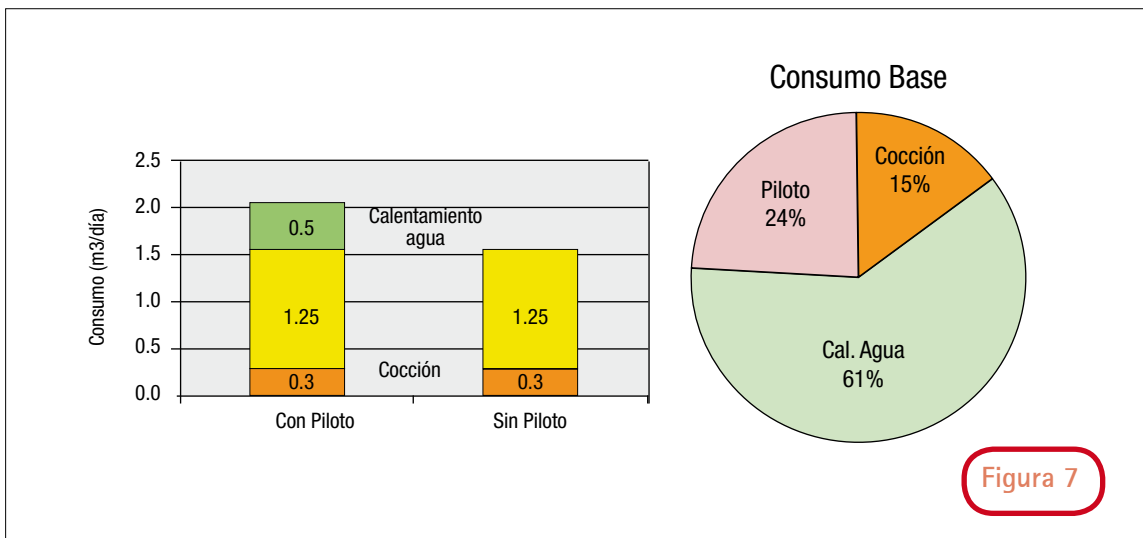 Consumo (m3/día)
2.5
2.0
1.5
1.0
0.5
0.0
0.5
1.25
0.3
Calentamiento
agua
Cocción
1.25
0.3
Con Piloto
Sin Piloto
Consumo Base
Piloto
24%
Cocción
15%
Cal. Agua
61%
Figura 7